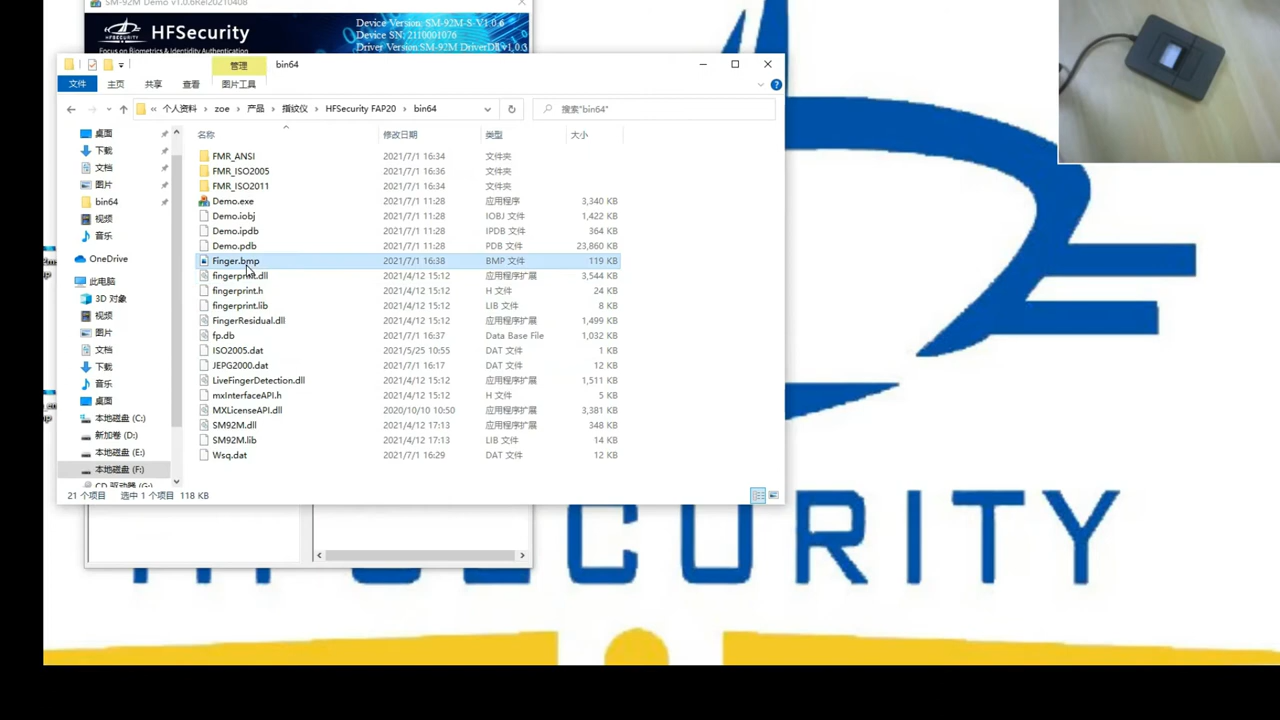 SM-92M Demo v1.0.6Rel20210408
HFSecurity
Focus on Biometrics & Identidity Authentication
Device Version: SM-92M-S-V1.0.6
Device SN: 2110001076
Driver Version SM-92M DriverDll v1.0.3
管理 bin64
文件 主页 共享 查看 图片工具
« 个人资料 › zoe › 产品 › 指纹仪 › HFSecurity FAP20 › bin64
搜索"bin64"
桌面
下载
文档
图片
bin64
视频
音乐
OneDrive
此电脑
3D 对象
视频
图片
文档
下载
音乐
桌面
本地磁盘 (C:)
新加卷 (D:)
本地磁盘 (E:)
本地磁盘 (F:)
CD 驱动器 (G:)
名称 修改日期 类型 大小
FMR_ANSI 2021/7/1 16:34 文件夹
FMR_ISO2005 2021/7/1 16:36 文件夹
FMR_ISO2011 2021/7/1 16:34 文件夹
Demo.exe 2021/7/1 11:28 应用程序 3,340 KB
Demo.iobj 2021/7/1 11:28 IOBJ 文件 1,422 KB
Demo.ipdb 2021/7/1 11:28 IPDB 文件 364 KB
Demo.pdb 2021/7/1 11:28 PDB 文件 23,860 KB
Finger.bmp 2021/7/1 16:38 BMP 文件 119 KB
fingerprint.dll 2021/4/12 15:12 应用程序扩展 3,544 KB
fingerprint.h 2021/4/12 15:12 H 文件 24 KB
fingerprint.lib 2021/4/12 15:12 LIB 文件 8 KB
FingerResidual.dll 2021/4/12 15:12 应用程序扩展 1,499 KB
fp.db 2021/7/1 16:37 Data Base File 1,032 KB
ISO2005.dat 2021/5/25 10:55 DAT 文件 1 KB
JEPG2000.dat 2021/7/1 16:17 DAT 文件 12 KB
LiveFingerDetection.dll 2021/4/12 15:12 应用程序扩展 1,511 KB
mxInterfaceAPI.h 2021/4/12 15:12 H 文件 5 KB
MXLicenseAPI.dll 2020/10/10 10:50 应用程序扩展 3,381 KB
SM92M.dll 2021/4/12 17:13 应用程序扩展 348 KB
SM92M.lib 2021/4/12 17:13 LIB 文件 14 KB
Wsq.dat 2021/7/1 16:29 DAT 文件 12 KB
21 个项目 选中 1 个项目 118 KB
CURITY